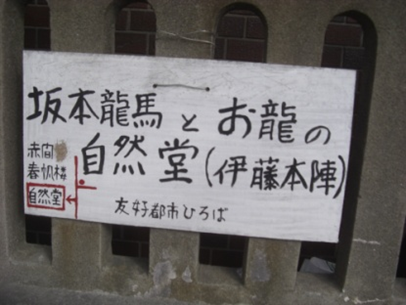 坂本龍馬とお龍の
自然堂(伊藤本陣)
赤間
春帆楼
自然堂
友好都市ひろば